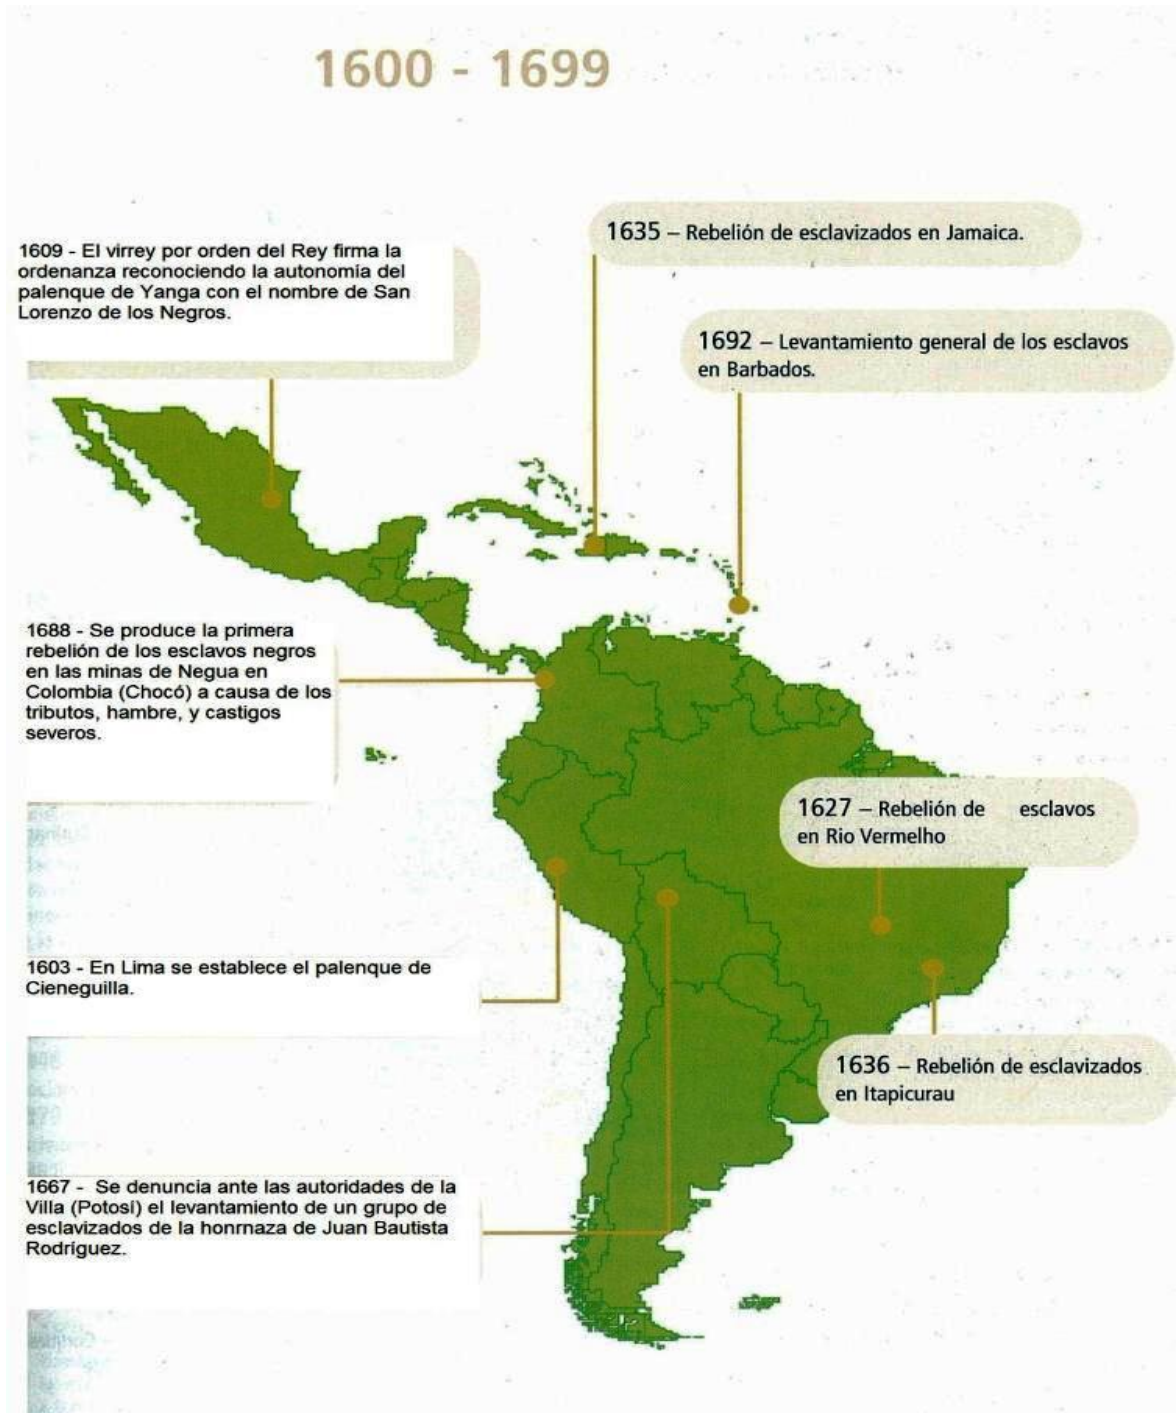 1600 - 1699
1635 – Rebelión de esclavizados en Jamaica.
1609 - El virrey por orden del Rey firma la
ordenanza reconociendo la autonomía del
palenque de Yanga con el nombre de San
Lorenzo de los Negros.
1692 – Levantamiento general de los esclavos
en Barbados.
1688 - Se produce la primera
rebelión de los esclavos negros
en las minas de Negua en
Colombia (Chocó) a causa de los
tributos, hambre, y castigos
severos.
1627 – Rebelión de esclavos
en Rio Vermelho
1603 - En Lima se establece el palenque de
Cieneguilla.
1636 – Rebelión de esclavizados
en Itapicurau
1667 - Se denuncia ante las autoridades de la
Villa (Potosí) el levantamiento de un grupo de
esclavizados de la honrnaza de Juan Bautista
Rodríguez.